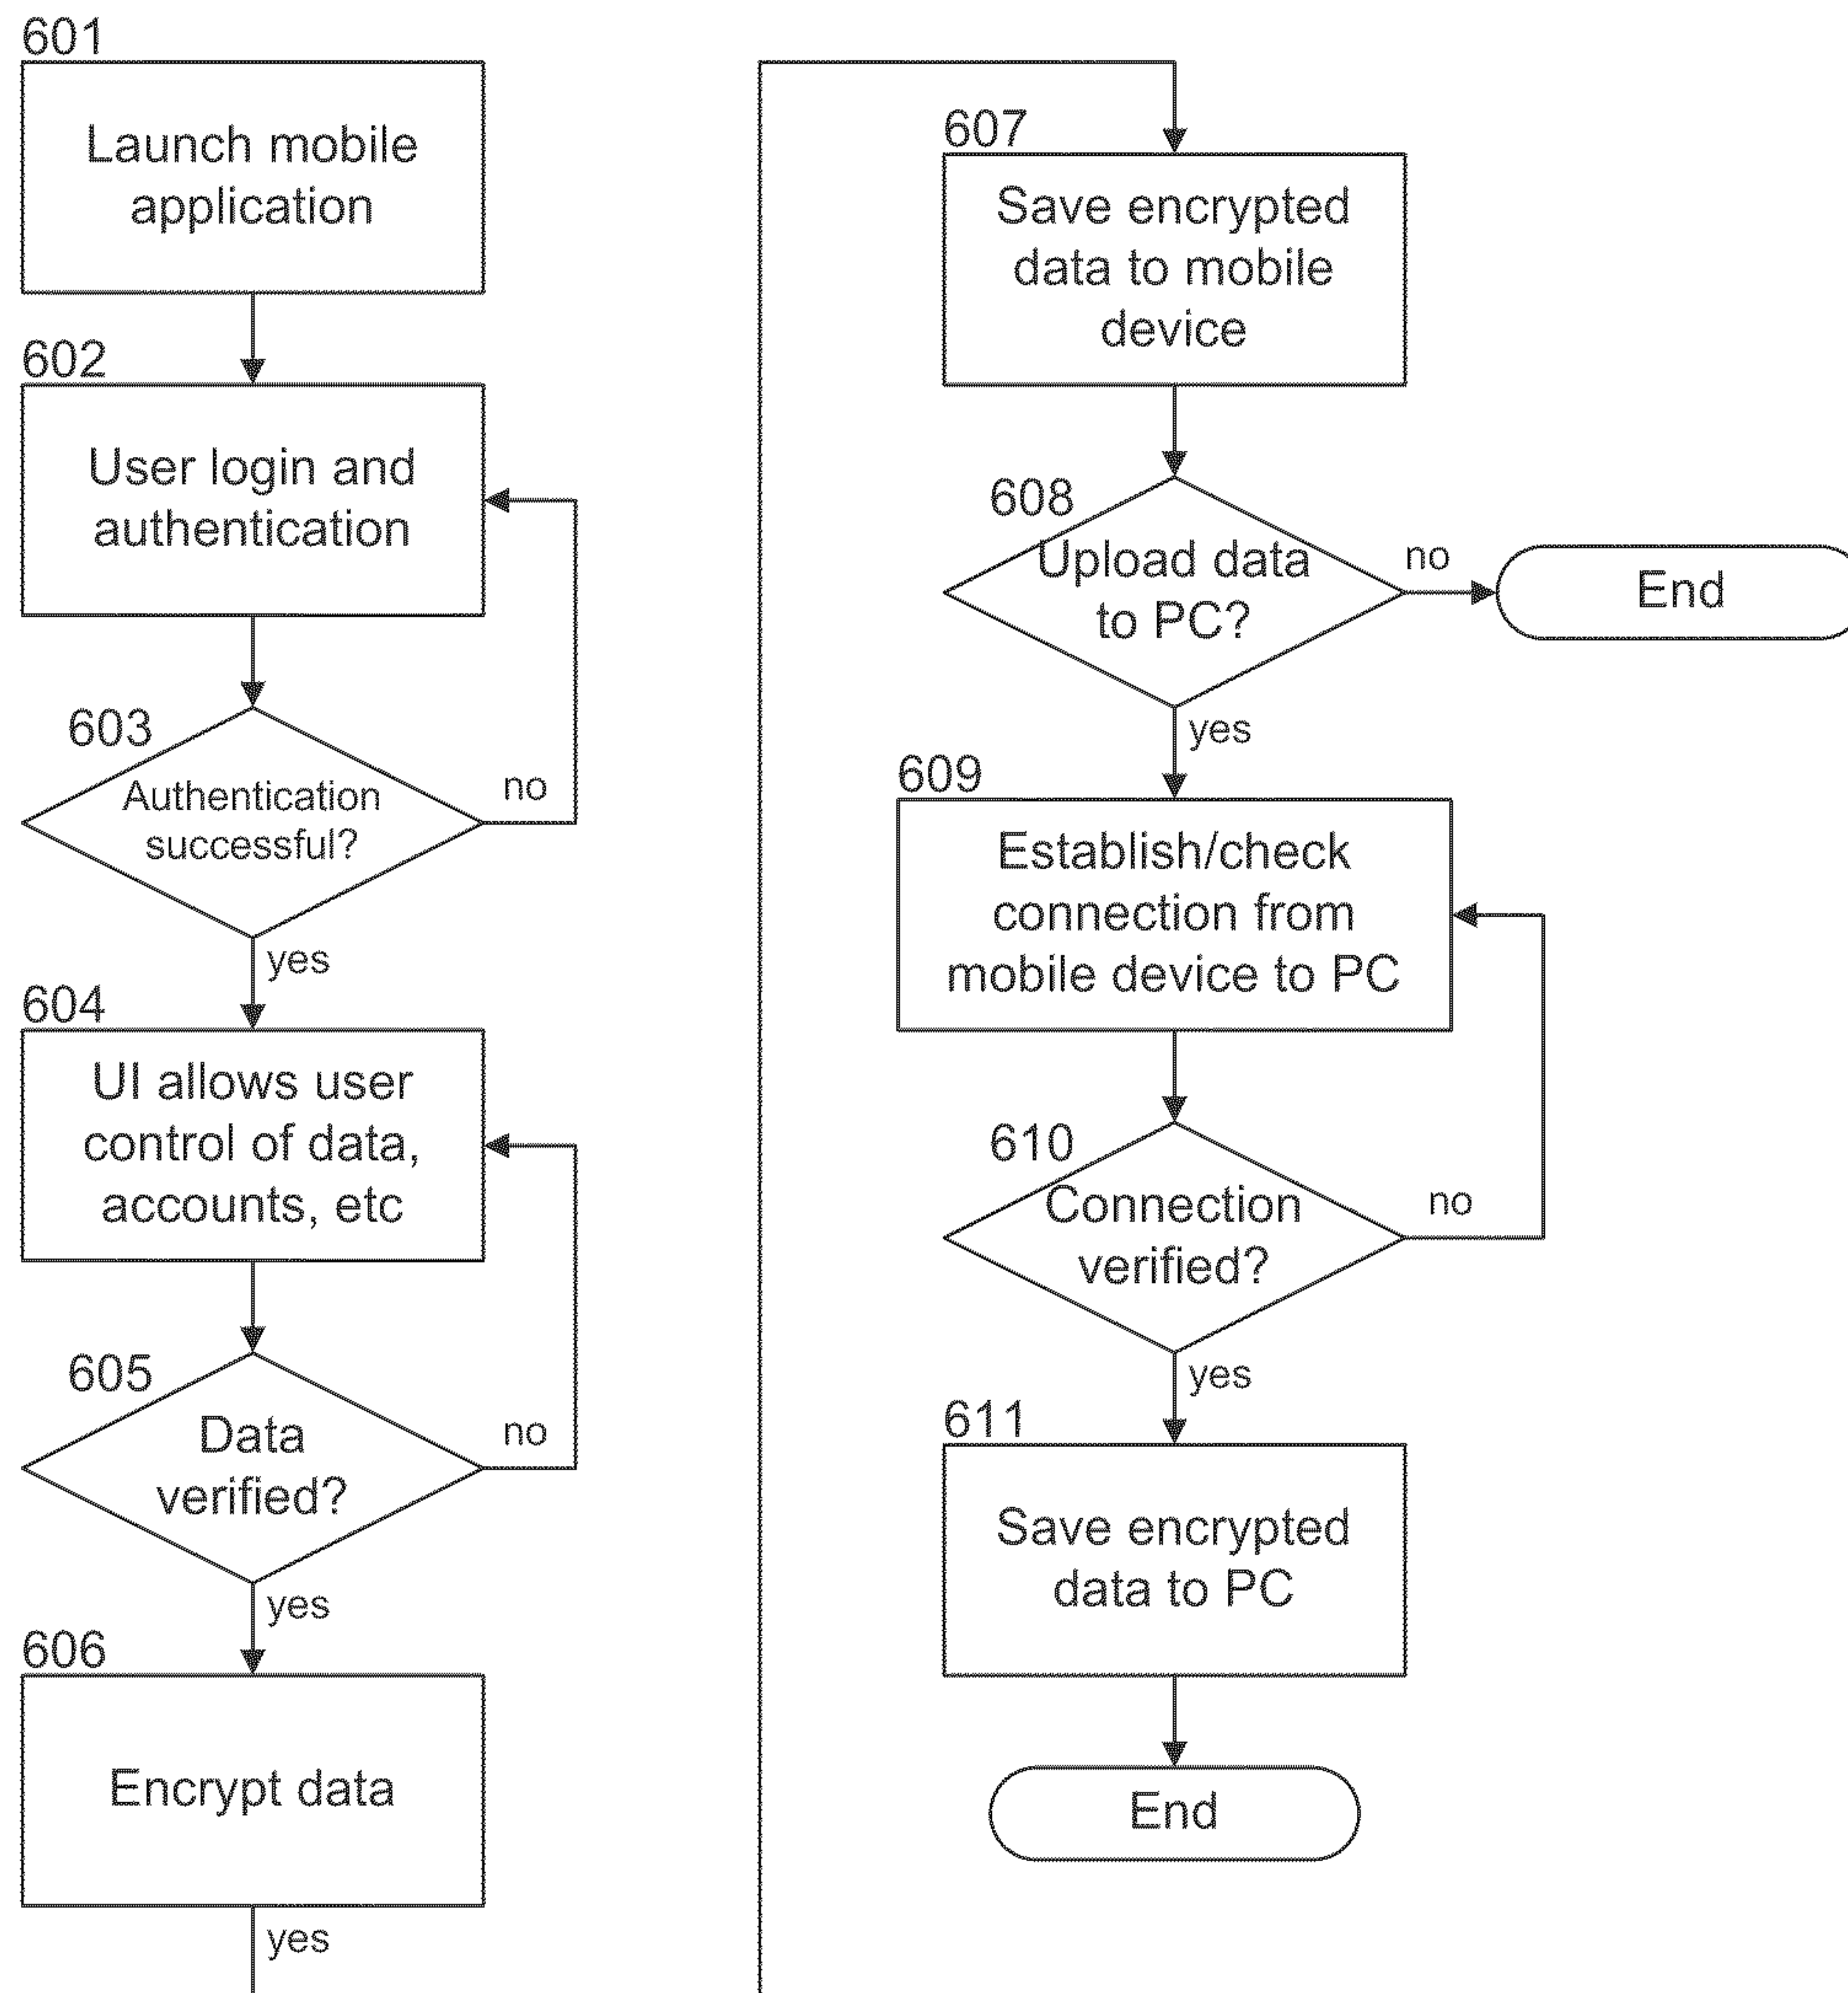 601
Launch mobile
application
602
User login and
authentication
603
Authentication
successful?
no
yes
604
UI allows user
control of data,
accounts, etc
605
Data
verified?
no
yes
606
Encrypt data
yes
607
Save encrypted
data to mobile
device
608
Upload data
to PC?
no
End
yes
609
Establish/check
connection from
mobile device to PC
610
Connection
verified?
no
yes
611
Save encrypted
data to PC
End